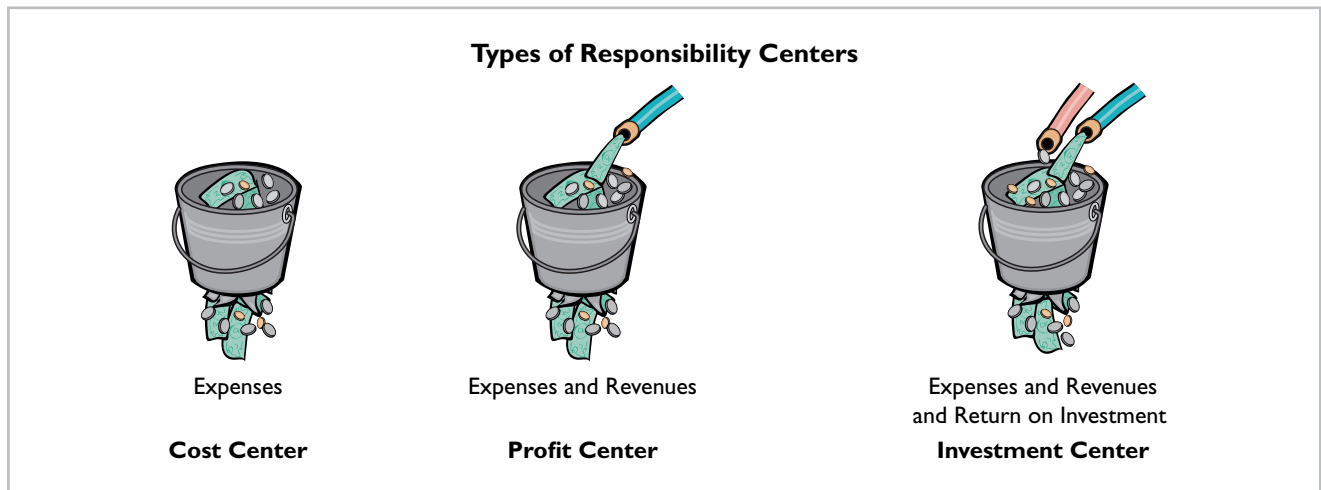 Types of Responsibility Centers
Expenses
Cost Center
Expenses and Revenues
Profit Center
Expenses and Revenues
and Return on Investment
Investment Center